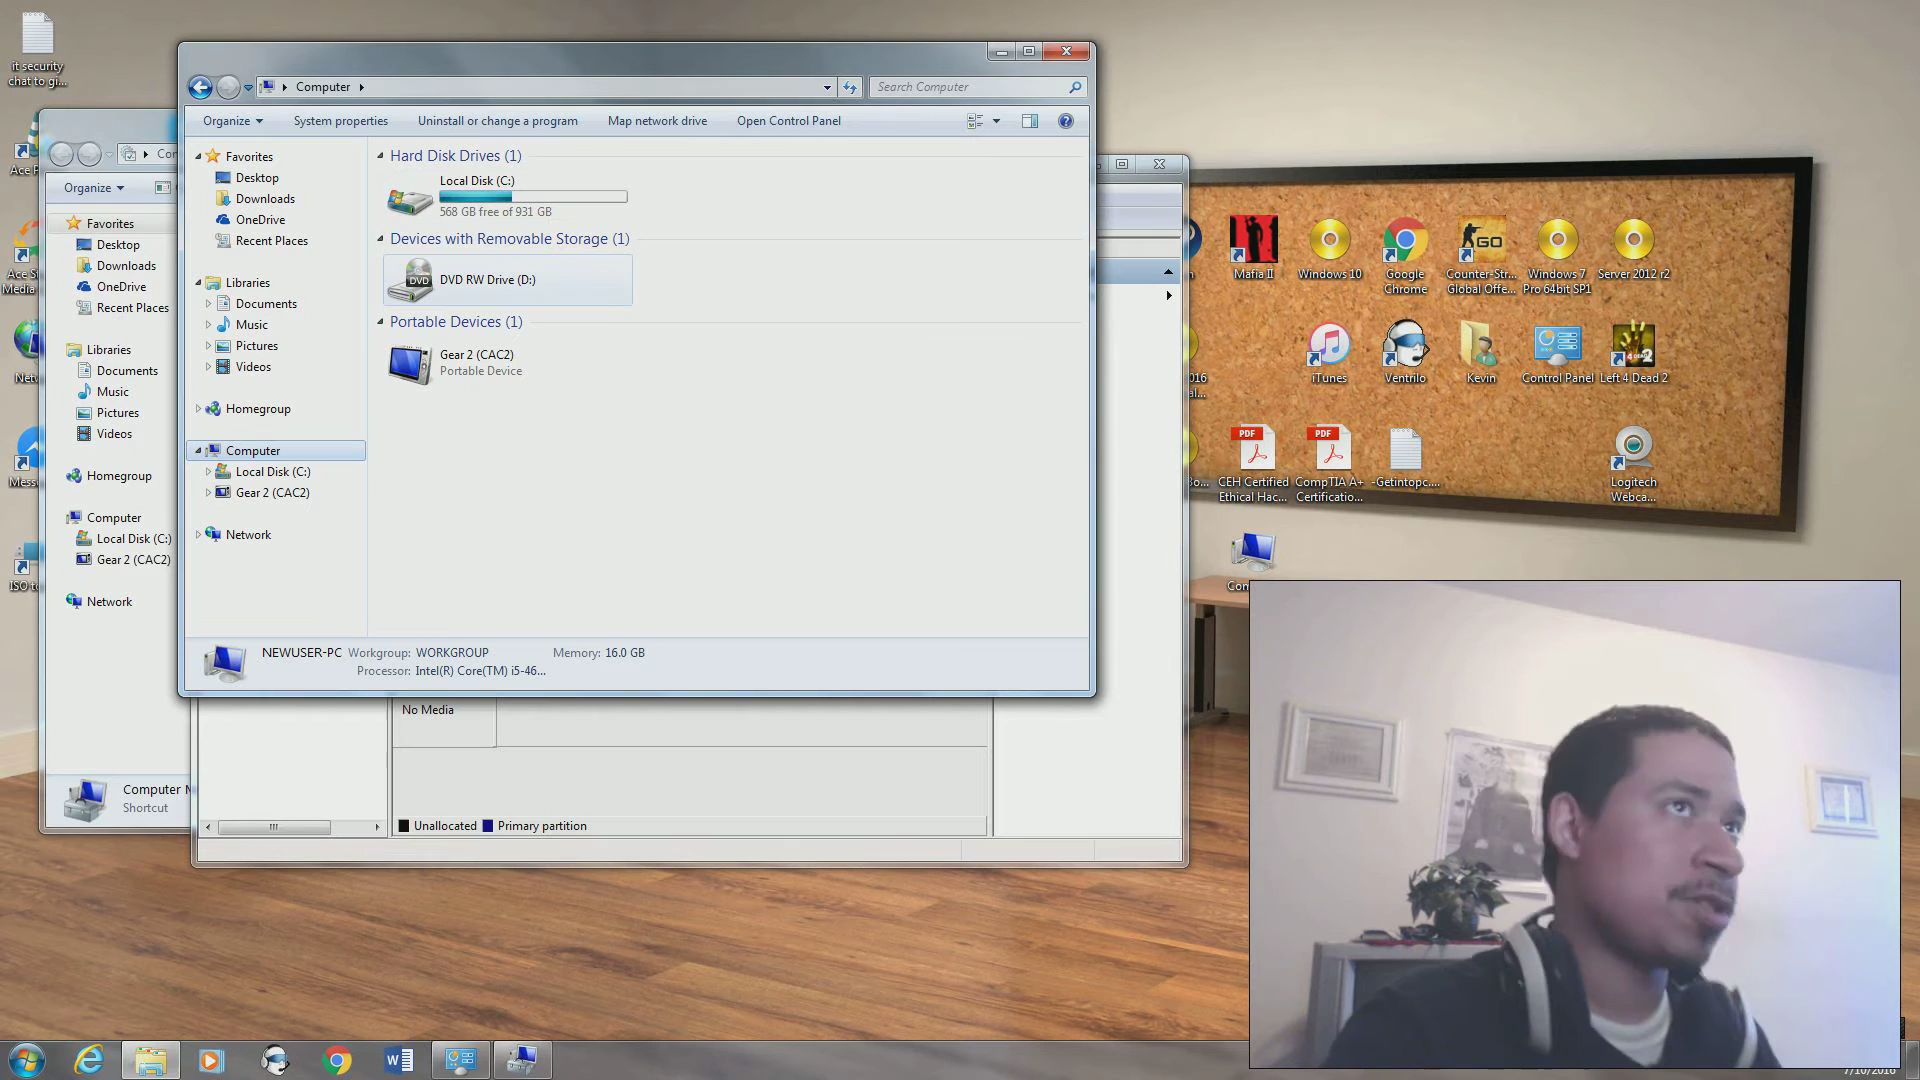 it security
chat to gi...
Computer
Search Computer
Organize
System properties
Uninstall or change a program
Map network drive
Open Control Panel
Favorites
Desktop
Downloads
OneDrive
Recent Places
Libraries
Documents
Music
Pictures
Videos
Homegroup
Computer
Local Disk (C:)
Gear 2 (CAC2)
Network
Hard Disk Drives (1)
Local Disk (C:)
568 GB free of 931 GB
Devices with Removable Storage (1)
DVD
DVD RW Drive (D:)
Portable Devices (1)
Gear 2 (CAC2)
Portable Device
NEWUSER-PC
Workgroup: WORKGROUP
Memory: 16.0 GB
Processor: Intel(R) Core(TM) i5-46...
Organize
Favorites
Desktop
Downloads
OneDrive
Recent Places
Libraries
Documents
Music
Pictures
Videos
Homegroup
Computer
Local Disk (C:)
Gear 2 (CAC2)
Network
Computer M
Shortcut
No Media
Unallocated
Primary partition
Mafia II
Windows 10
Google
Chrome
GO
Counter-Str...
Global Offe...
Windows 7
Pro 64bit SP1
Server 2012 r2
iTunes
Ventrilo
Kevin
Control Panel
Left 4 Dead 2
PDF
CEH Certified
Ethical Hac...
PDF
CompTIA A+
Certificatio...
-Getintopc....
Logitech
Webca...
7/10/2016